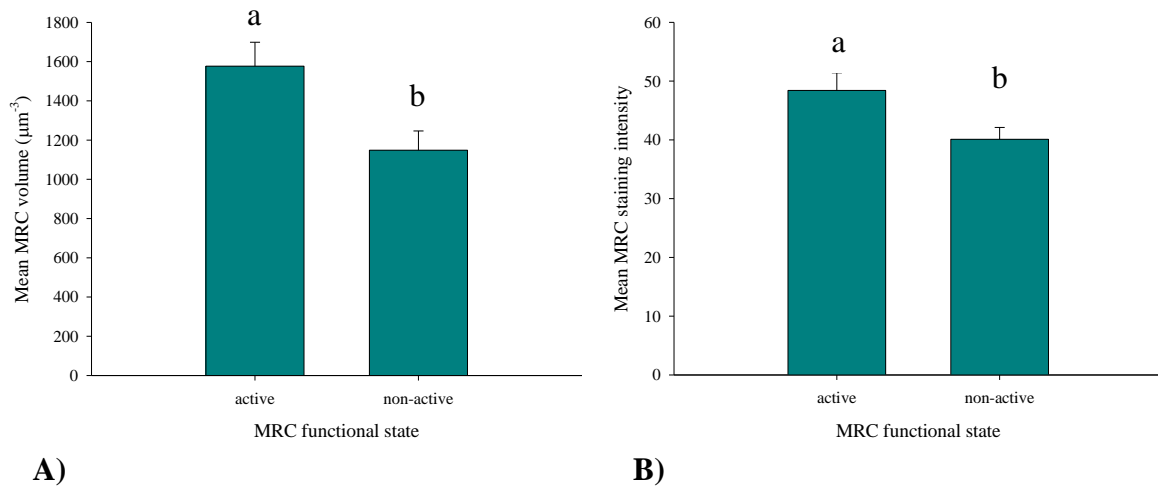 Mean MRC volume (µm⁻³)
1800
1600
1400
1200
1000
800
600
400
200
0
a
b
active
non-active
MRC functional state
A)
Mean MRC staining intensity
60
50
40
30
20
10
0
a
b
active
non-active
MRC functional state
B)